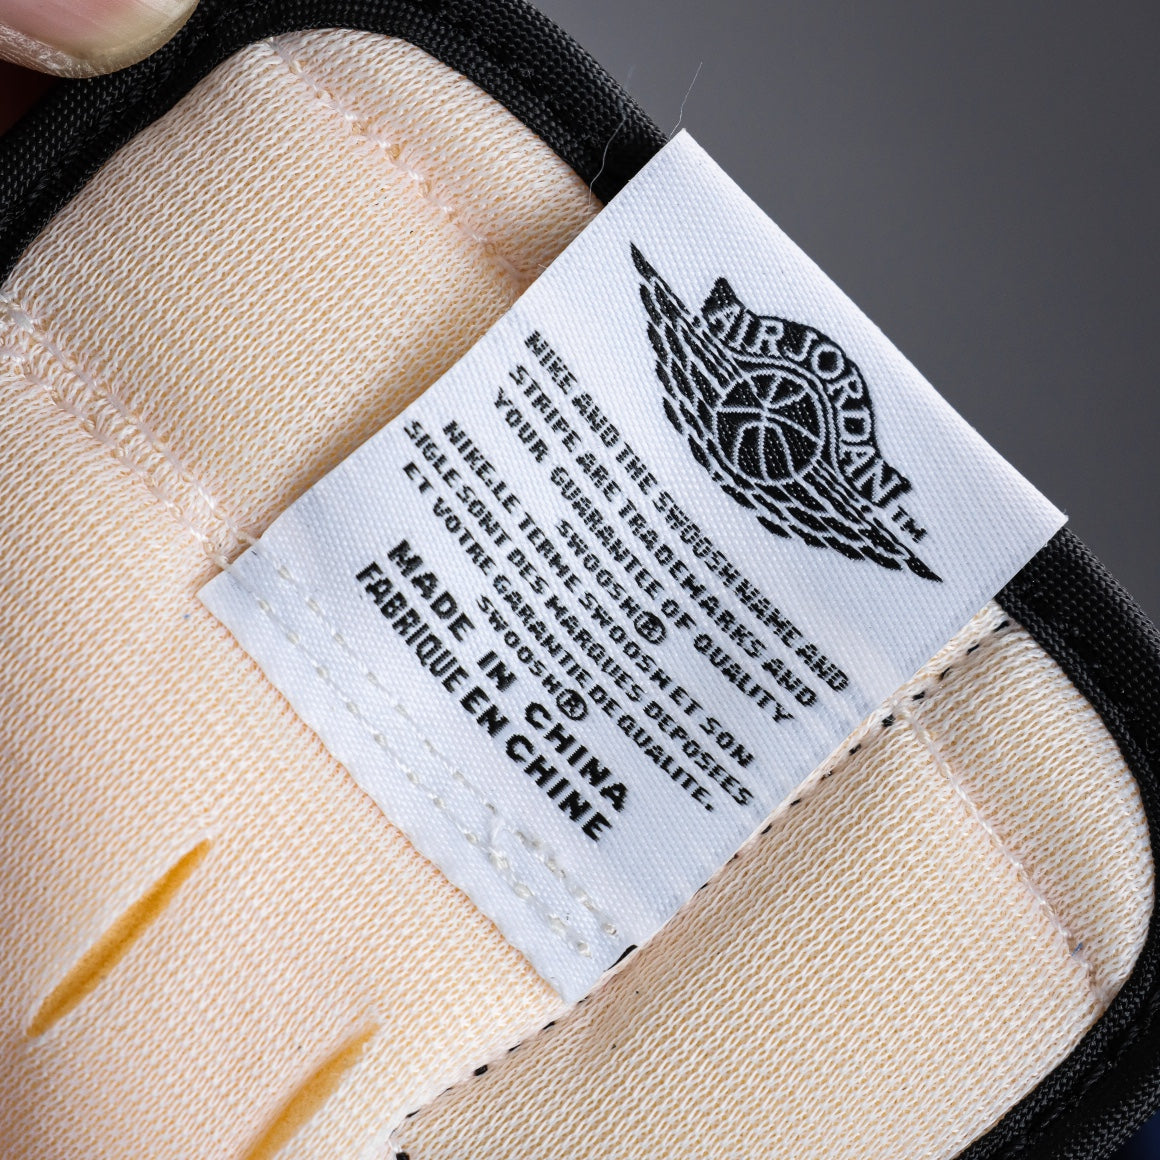 AIR JORDAN™
NIKE AND THE SWOOSH NAME AND
STRIPE ARE TRADEMARKS AND
YOUR GUARANTEE OF QUALITY
SWOOSH®
NIKE-LE TERME SWOOSH ET SON
SIGLE SONT DES MARQUES DEPOSEES
ET VOTRE GARANTIE DE QUALITE.
SWOOSH®
MADE IN CHINA
FABRIQUE EN CHINE